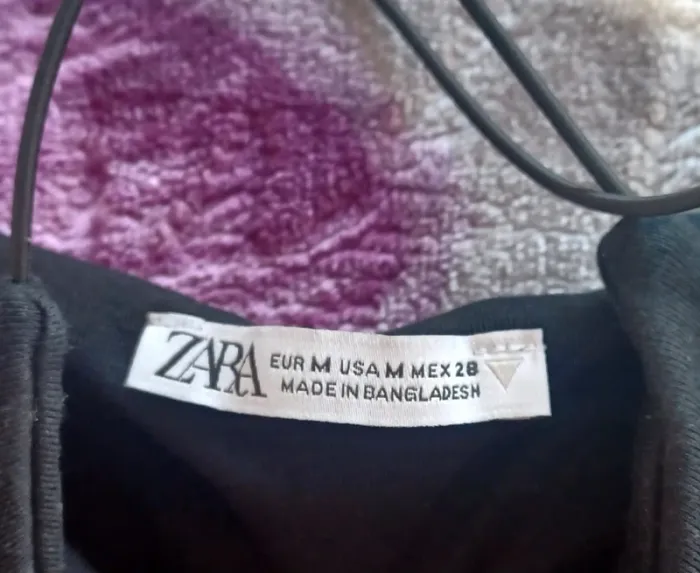 ZARA EUR M USA M MEX 28
MADE IN BANGLADESH